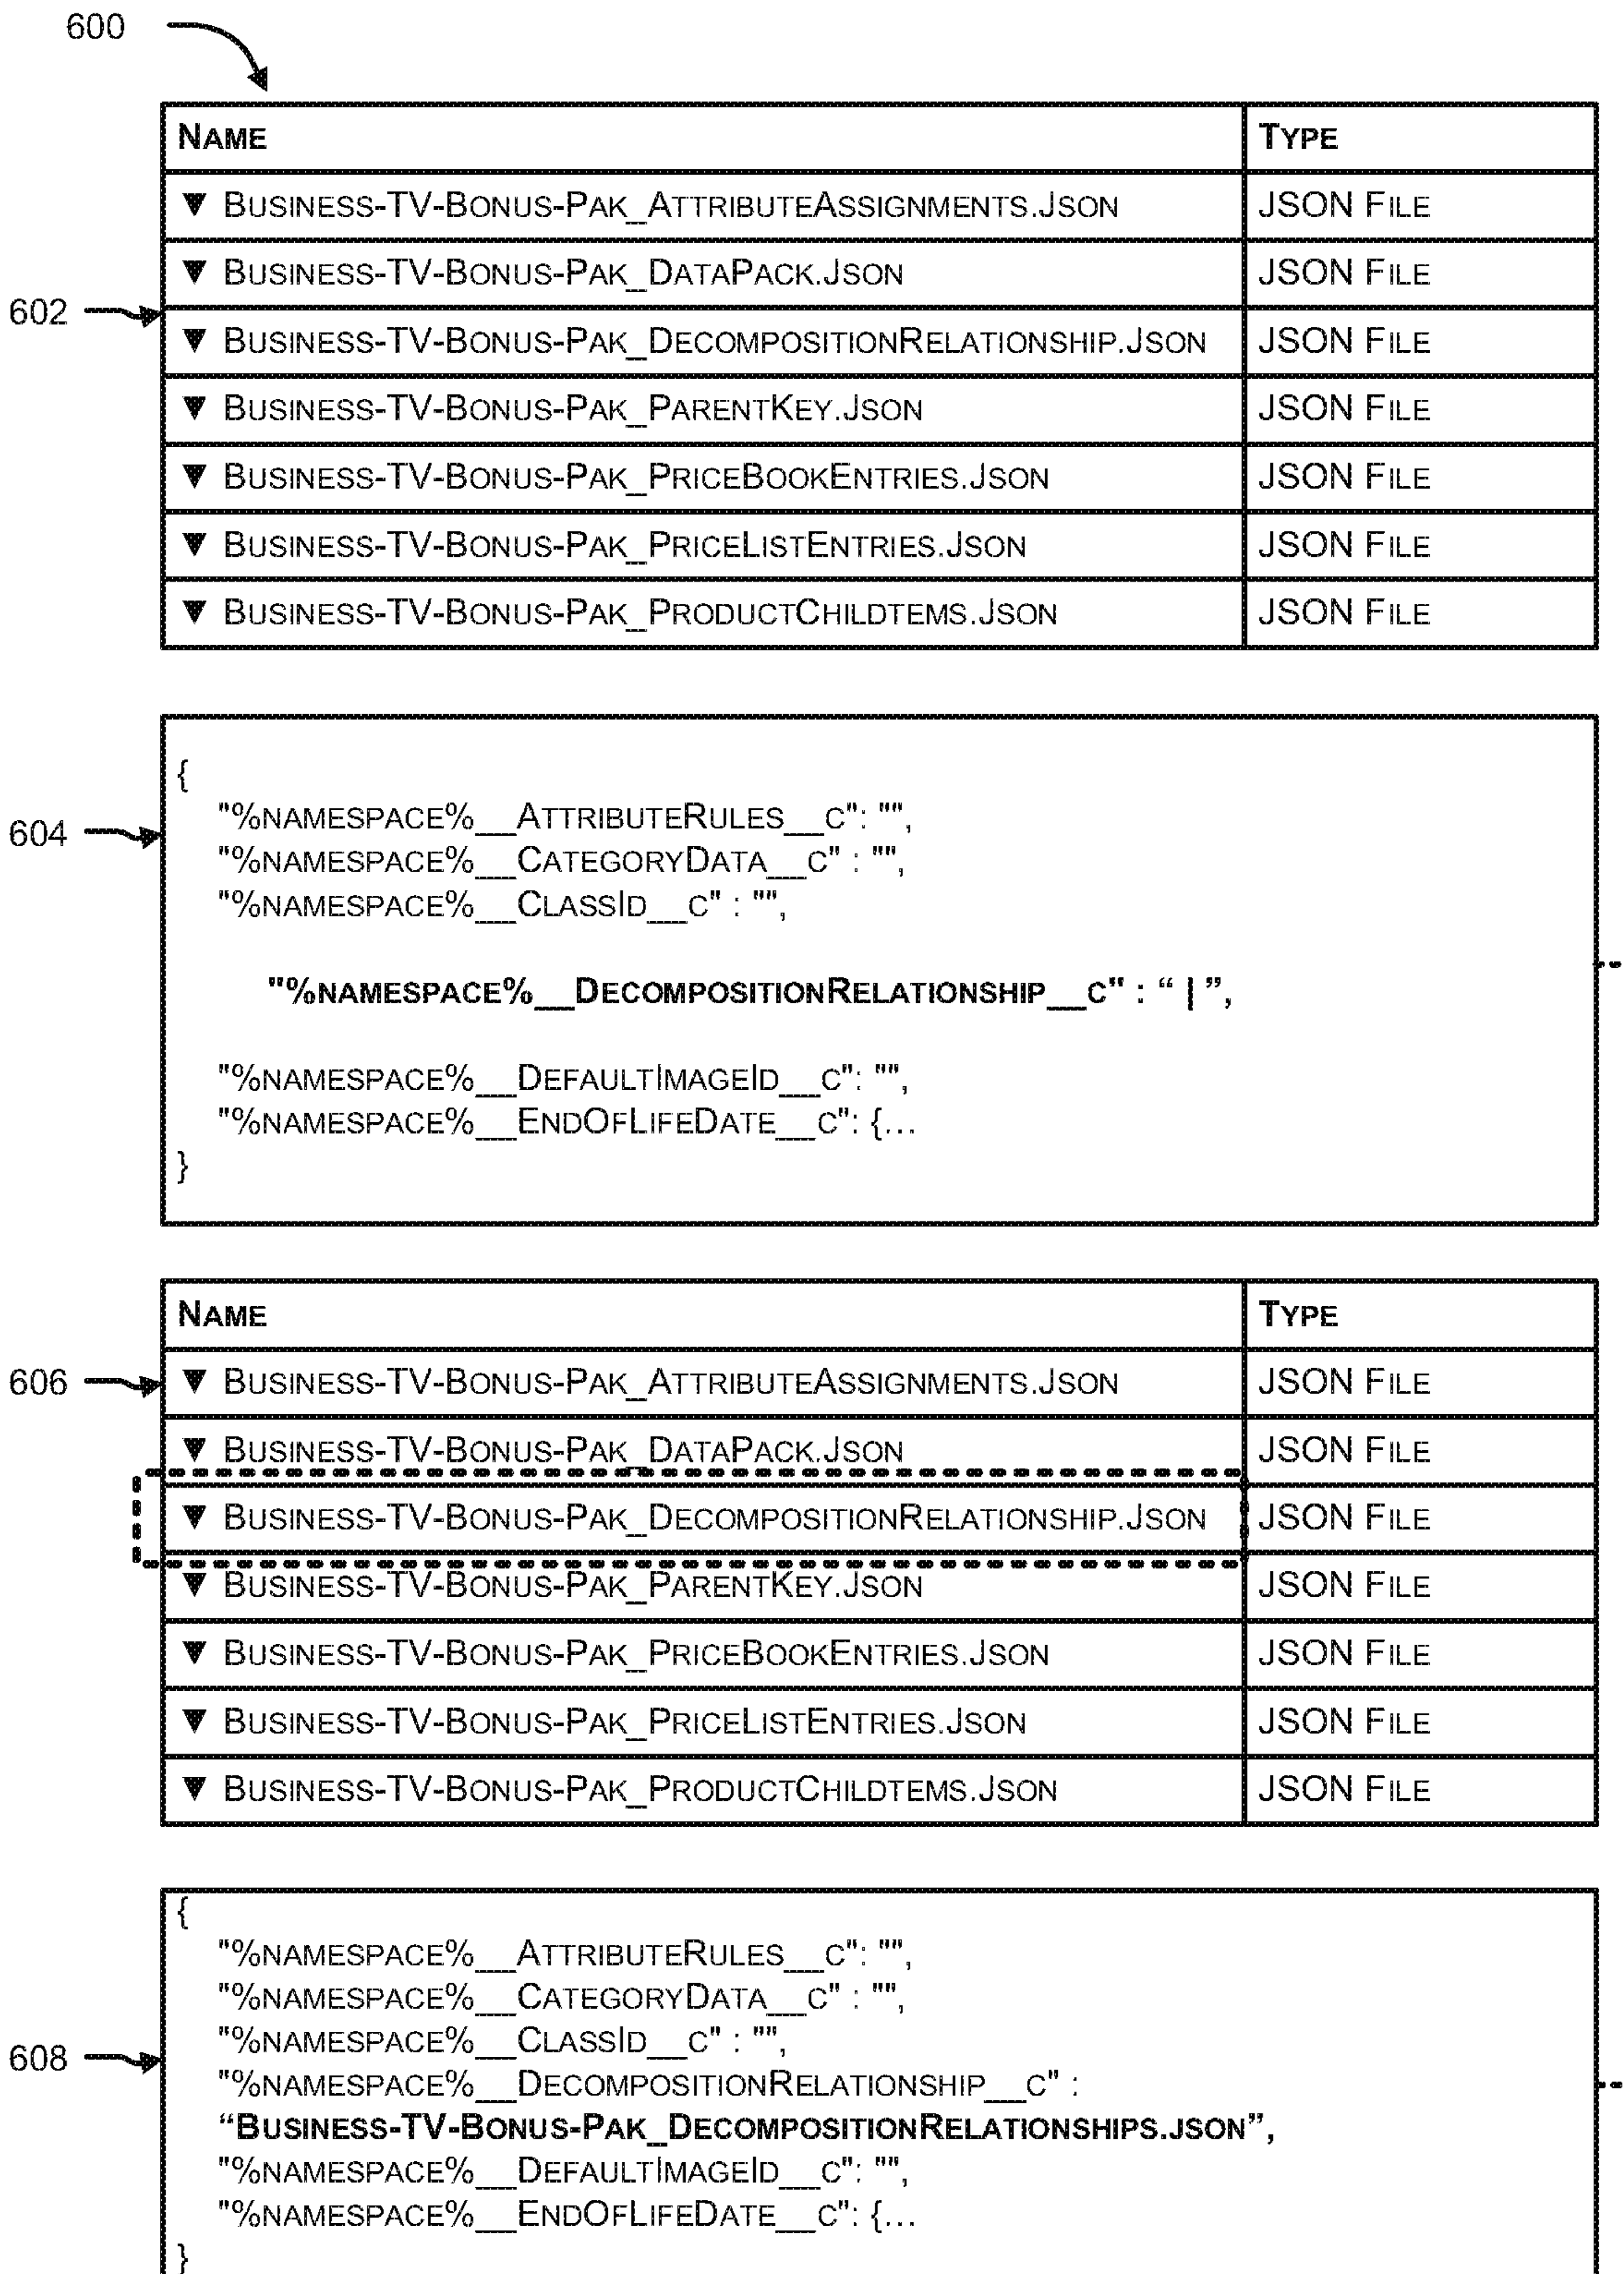 600
NAME TYPE
▼ BUSINESS-TV-BONUS-PAK_ATTRIBUTEASSIGNMENTS.JSON JSON FILE
▼ BUSINESS-TV-BONUS-PAK_DATAPACK.JSON JSON FILE
602
▼ BUSINESS-TV-BONUS-PAK_DECOMPOSITIONRELATIONSHIP.JSON JSON FILE
▼ BUSINESS-TV-BONUS-PAK_PARENTKEY.JSON JSON FILE
▼ BUSINESS-TV-BONUS-PAK_PRICEBOOKENTRIES.JSON JSON FILE
▼ BUSINESS-TV-BONUS-PAK_PRICELISTENTRIES.JSON JSON FILE
▼ BUSINESS-TV-BONUS-PAK_PRODUCTCHILDTEMS.JSON JSON FILE
{
604 "%NAMESPACE%__ATTRIBUTERULES__C": "",
"%NAMESPACE%__CATEGORYDATA__C" : "",
"%NAMESPACE%__CLASSID__C" : "",
"%NAMESPACE%__DECOMPOSITIONRELATIONSHIP__C" : “ | ”,
"%NAMESPACE%__DEFAULTIMAGEID__C": "",
"%NAMESPACE%__ENDOFLIFEDATE__C": {...
}
NAME TYPE
606 ▼ BUSINESS-TV-BONUS-PAK_ATTRIBUTEASSIGNMENTS.JSON JSON FILE
▼ BUSINESS-TV-BONUS-PAK_DATAPACK.JSON JSON FILE
▼ BUSINESS-TV-BONUS-PAK_DECOMPOSITIONRELATIONSHIP.JSON JSON FILE
▼ BUSINESS-TV-BONUS-PAK_PARENTKEY.JSON JSON FILE
▼ BUSINESS-TV-BONUS-PAK_PRICEBOOKENTRIES.JSON JSON FILE
▼ BUSINESS-TV-BONUS-PAK_PRICELISTENTRIES.JSON JSON FILE
▼ BUSINESS-TV-BONUS-PAK_PRODUCTCHILDTEMS.JSON JSON FILE
{
"%NAMESPACE%__ATTRIBUTERULES__C": "",
"%NAMESPACE%__CATEGORYDATA__C" : "",
"%NAMESPACE%__CLASSID__C" : "",
608 "%NAMESPACE%__DECOMPOSITIONRELATIONSHIP__C" :
“BUSINESS-TV-BONUS-PAK_DECOMPOSITIONRELATIONSHIPS.JSON”,
"%NAMESPACE%__DEFAULTIMAGEID__C": "",
"%NAMESPACE%__ENDOFLIFEDATE__C": {...
}